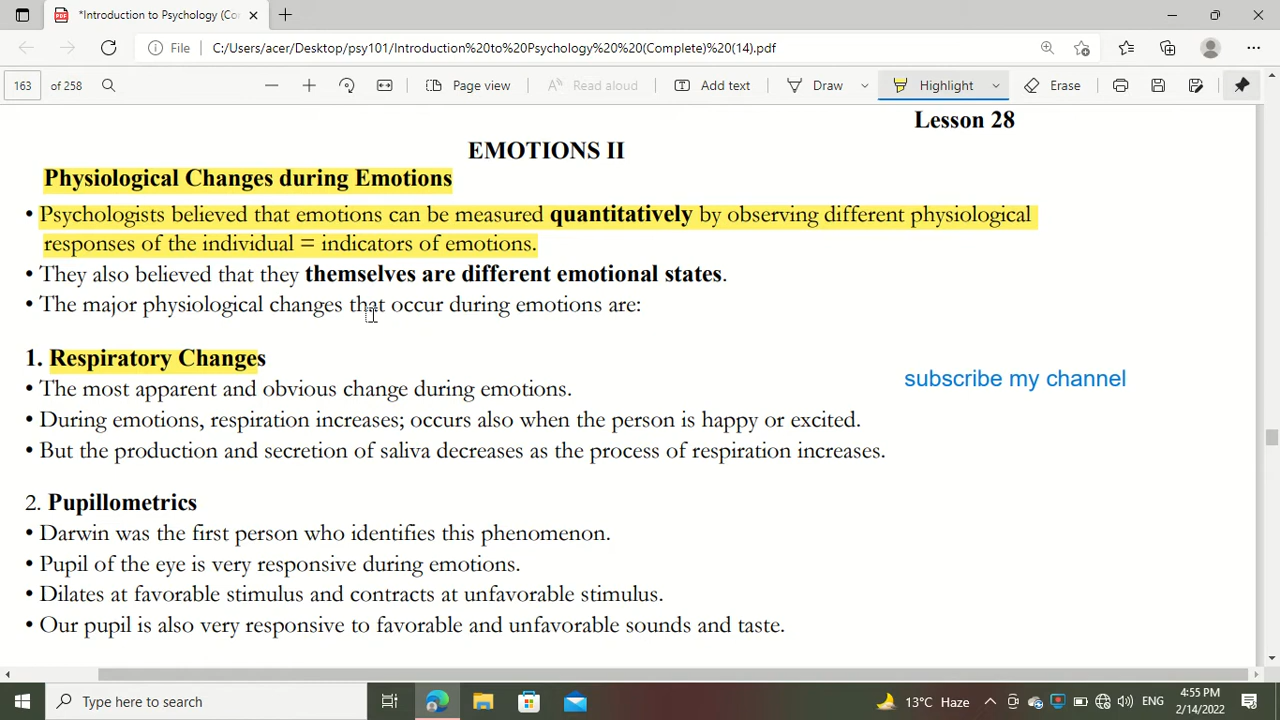 *Introduction to Psychology (Co
File
C:/Users/acer/Desktop/psy101/Introduction%20to%20Psychology%20%20(Complete)%20(14).pdf
163 of 258
Page view
Read aloud
Add text
Draw
Highlight
Erase
Lesson 28
EMOTIONS II
Physiological Changes during Emotions
• Psychologists believed that emotions can be measured quantitatively by observing different physiological
responses of the individual = indicators of emotions.
• They also believed that they themselves are different emotional states.
• The major physiological changes that occur during emotions are:
1. Respiratory Changes
• The most apparent and obvious change during emotions.
subscribe my channel
• During emotions, respiration increases; occurs also when the person is happy or excited.
• But the production and secretion of saliva decreases as the process of respiration increases.
2. Pupillometrics
• Darwin was the first person who identifies this phenomenon.
• Pupil of the eye is very responsive during emotions.
• Dilates at favorable stimulus and contracts at unfavorable stimulus.
• Our pupil is also very responsive to favorable and unfavorable sounds and taste.
Type here to search
13°C Haze
ENG
4:55 PM
2/14/2022